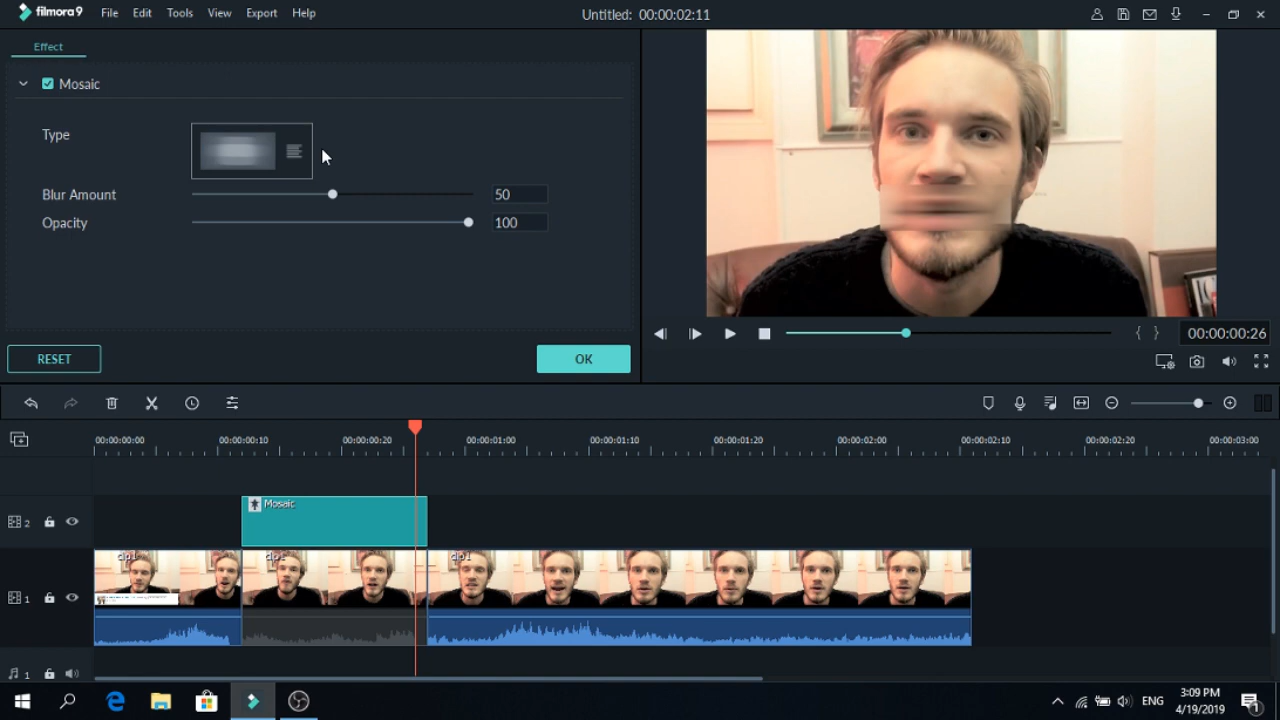 filmora9 File Edit Tools View Export Help Untitled: 00:00:02:11
Effect
Mosaic
Type
Blur Amount 50
Opacity 100
RESET OK
00:00:00:26
00:00:00:00 00:00:00:10 00:00:00:20 00:00:01:00 00:00:01:10 00:00:01:20 00:00:02:00 00:00:02:10 00:00:02:20 00:00:03:00
2 Mosaic
clip1 clip1 clip1
1
1
ENG 3:09 PM
4/19/2019
1